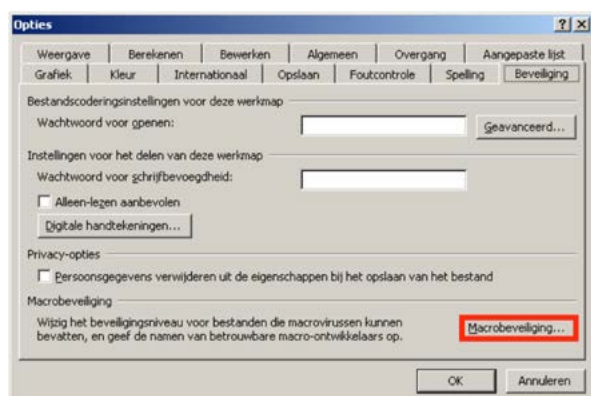 Opties
Weergave Berekenen Bewerken Algemeen Overgang Aangepaste lijst
Grafiek Kleur Internationaal Opslaan Foutcontrole Spelling Beveiliging
Bestandscoderingsinstellingen voor deze werkmap
Wachtwoord voor openen:
Geavanceerd...
Instellingen voor het delen van deze werkmap
Wachtwoord voor schrijfbevoegdheid:
Alleen-lezen aanbevolen
Digitale handtekeningen...
Privacy-opties
Persoonsgegevens verwijderen uit de eigenschappen bij het opslaan van het bestand
Macrobeveiliging
Wijzig het beveiligingsniveau voor bestanden die macrovirussen kunnen
bevatten, en geef de namen van betrouwbare macro-ontwikkelaars op.
Macrobeveiliging...
OK Annuleren